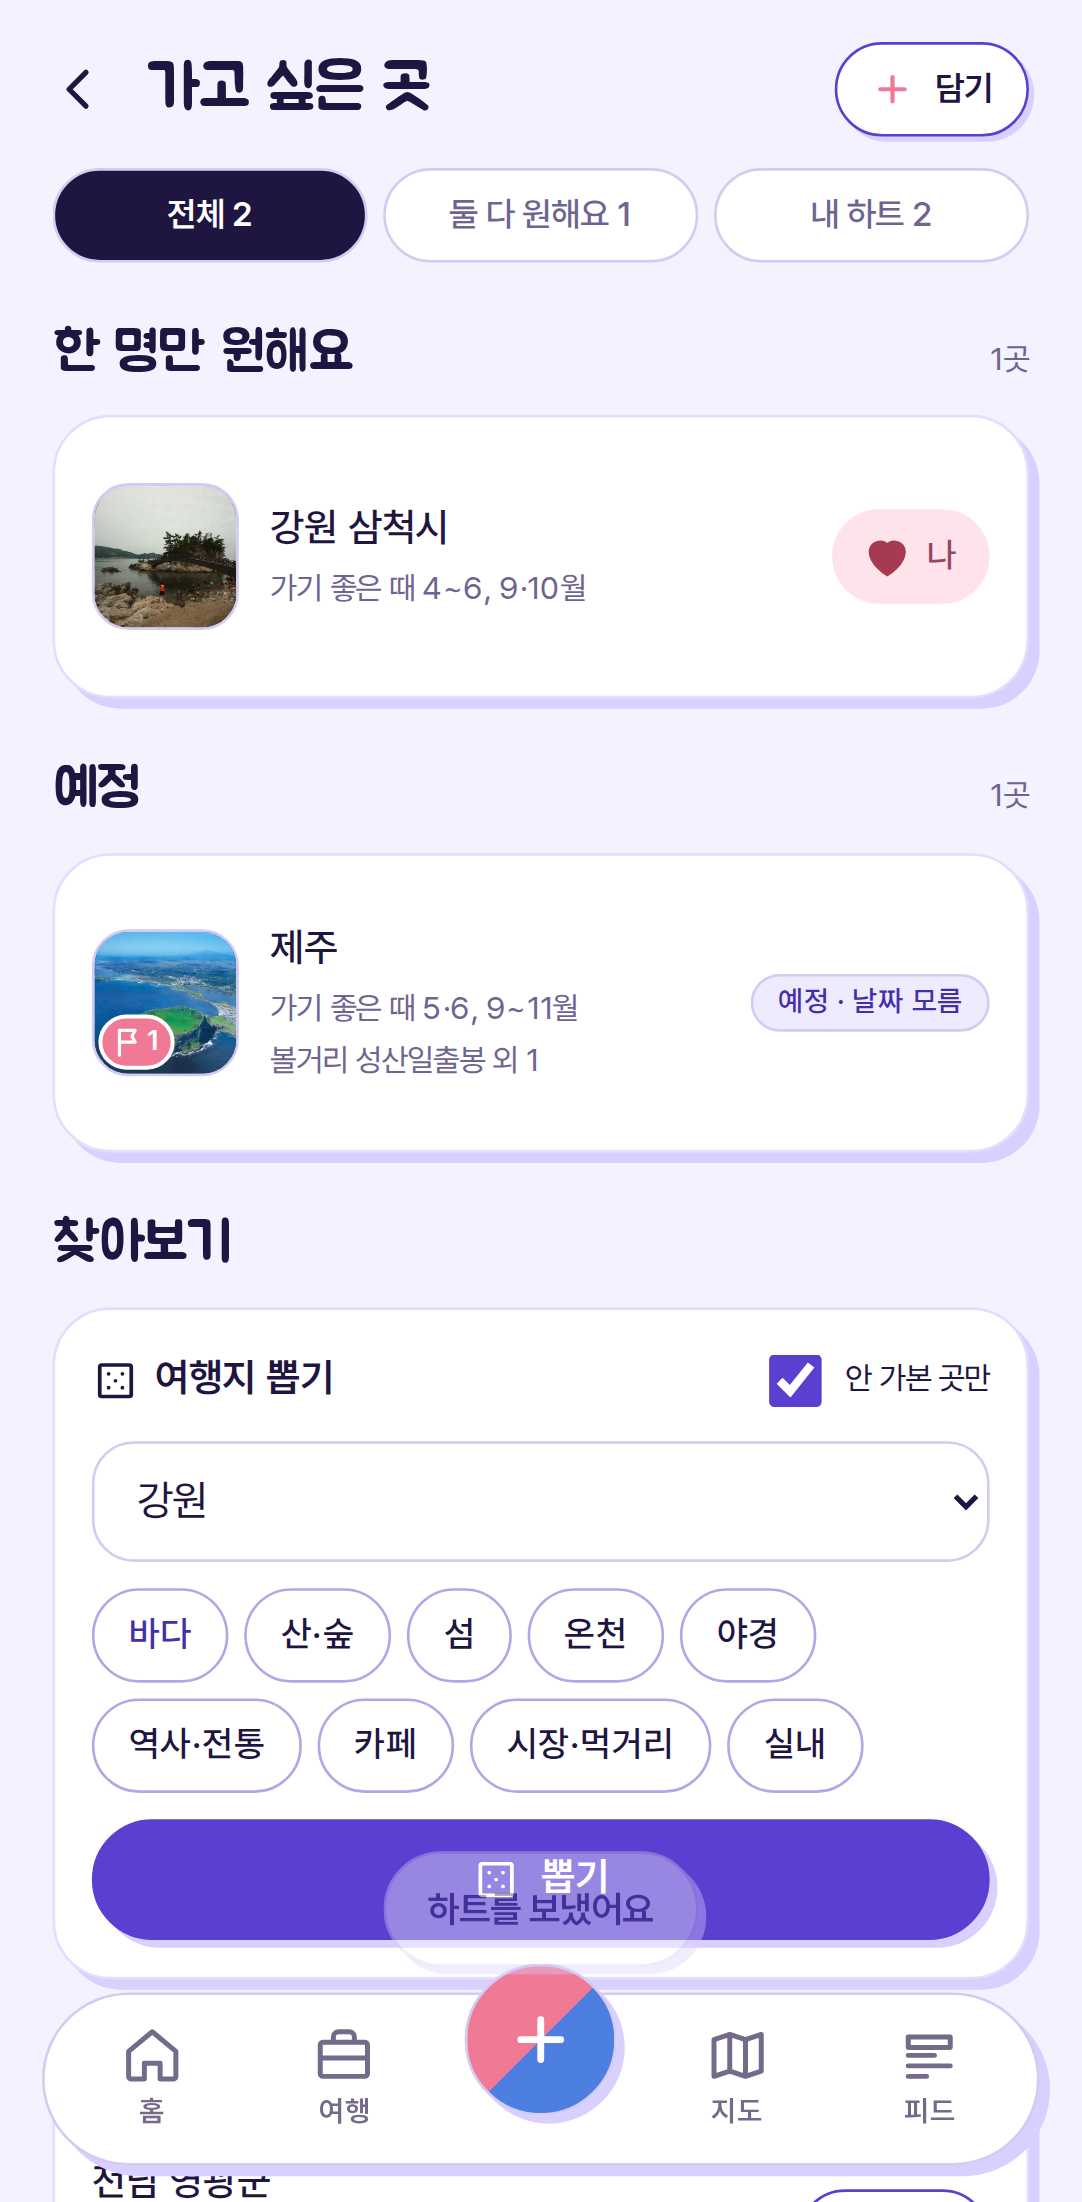 가고 싶은 곳
담기
전체 2
둘 다 원해요 1
내 하트 2
한 명만 원해요
1곳
강원 삼척시
가기 좋은 때 4~6, 9·10월
나
예정
1곳
제주
가기 좋은 때 5·6, 9~11월
볼거리 성산일출봉 외 1
1
예정 · 날짜 모름
찾아보기
여행지 뽑기
안 가본 곳만
강원
바다
산·숲
섬
온천
야경
역사·전통
카페
시장·먹거리
실내
뽑기
하트를 보냈어요
홈
여행
지도
피드
전남 영광군